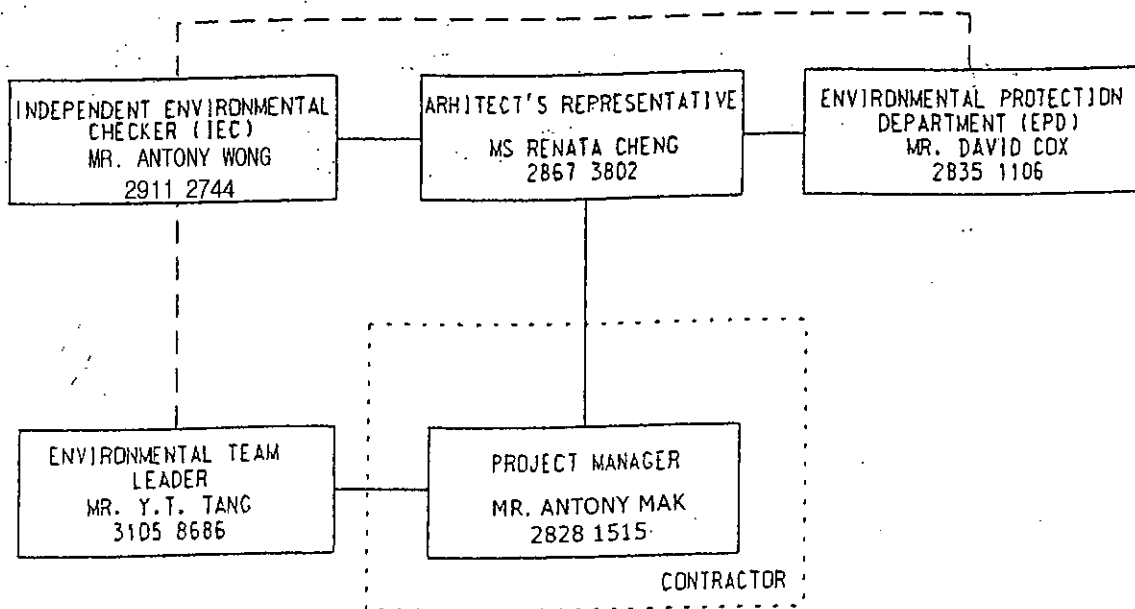 INDEPENDENT ENVIRONMENTAL
CHECKER (IEC)
MR. ANTONY WONG
2911 2744
ARHITECT'S REPRESENTATIVE
MS RENATA CHENG
2867 3802
ENVIRONMENTAL PROTECTION
DEPARTMENT (EPD)
MR. DAVID COX
2835 1106
ENVIRONMENTAL TEAM
LEADER
MR. Y.T. TANG
3105 8686
PROJECT MANAGER
MR. ANTONY MAK
2828 1515
CONTRACTOR